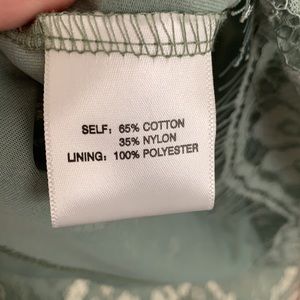 SELF: 65% COTTON
35% NYLON
LINING: 100% POLYESTER